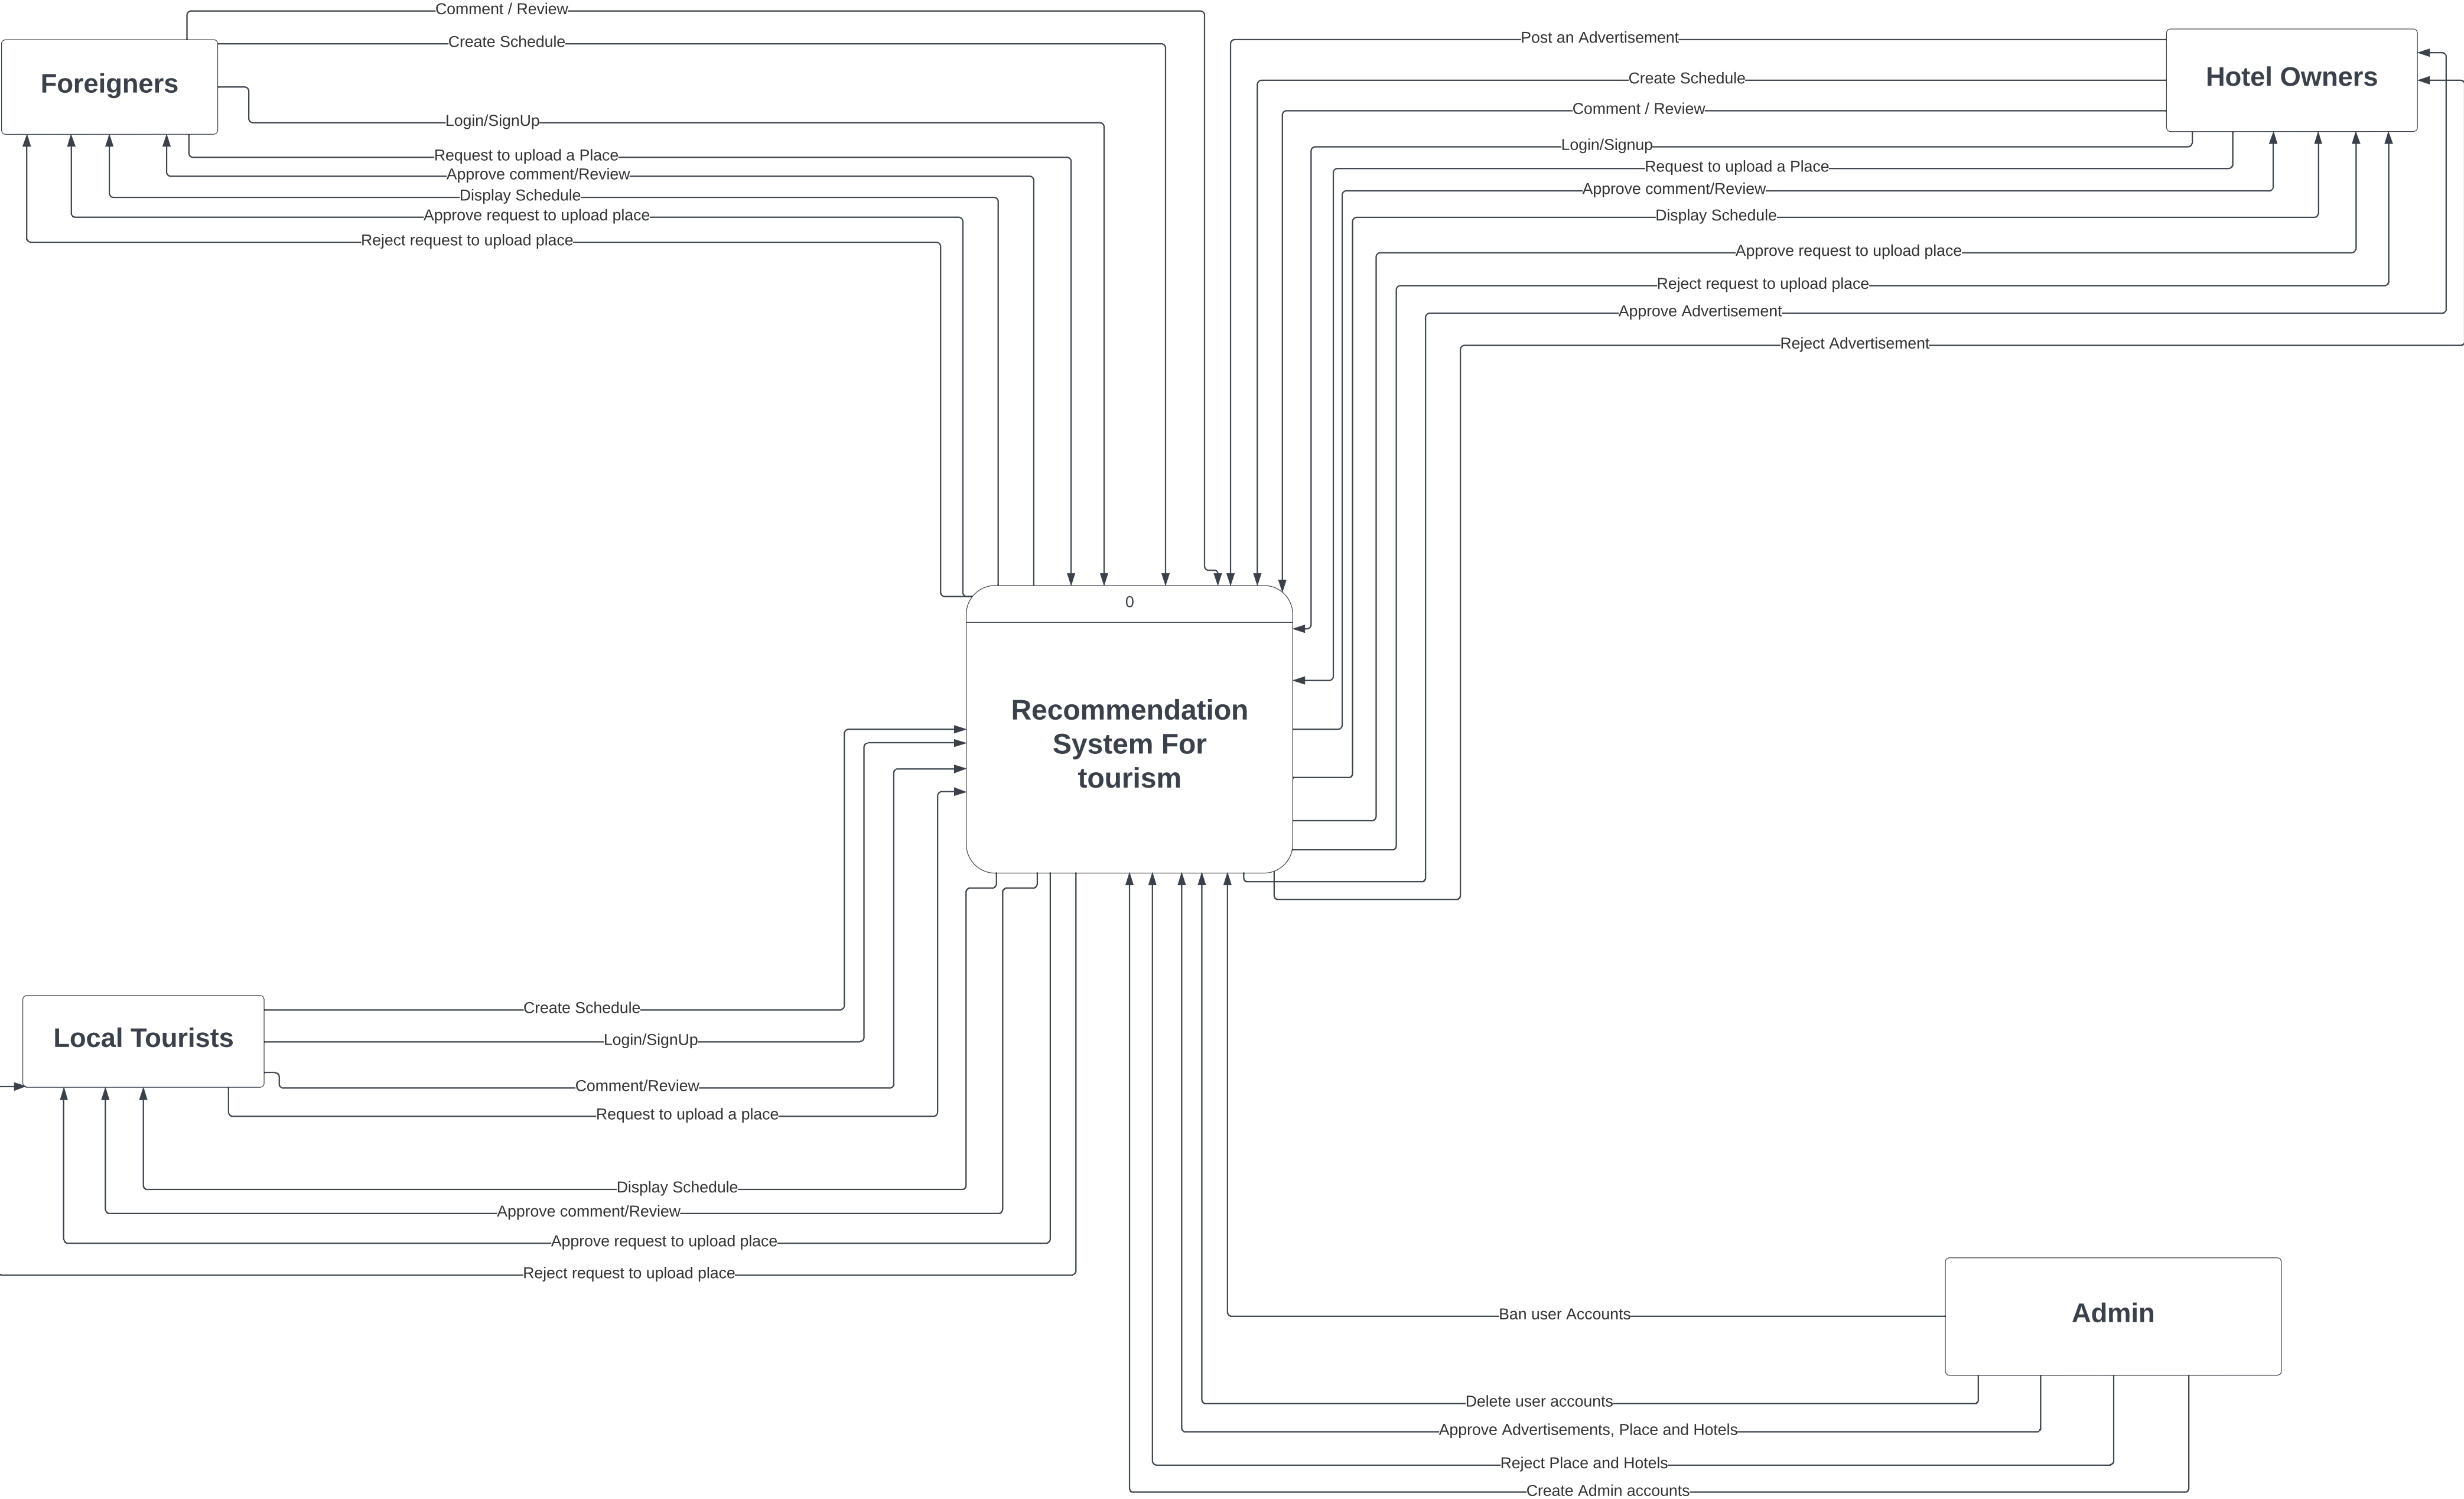 Comment / Review
Create Schedule
Foreigners
Login/SignUp
Request to upload a Place
Approve comment/Review
Display Schedule
Approve request to upload place
Reject request to upload place
Post an Advertisement
Hotel Owners
Create Schedule
Comment / Review
Login/Signup
Request to upload a Place
Approve comment/Review
Display Schedule
Approve request to upload place
Reject request to upload place
Approve Advertisement
Reject Advertisement
0
Recommendation
System For
tourism
Create Schedule
Local Tourists
Login/SignUp
Comment/Review
Request to upload a place
Display Schedule
Approve comment/Review
Approve request to upload place
Reject request to upload place
Admin
Ban user Accounts
Delete user accounts
Approve Advertisements, Place and Hotels
Reject Place and Hotels
Create Admin accounts